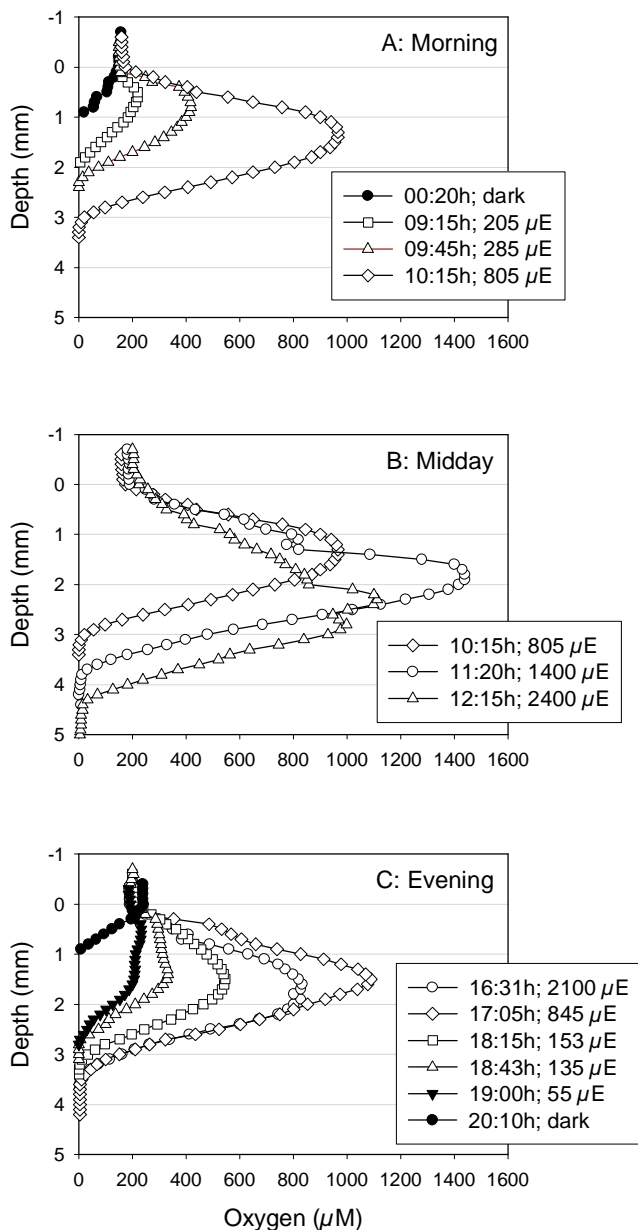 -1
0
1
2
3
4
5
Depth (mm)
A: Morning
00:20h; dark
09:15h; 205 µE
09:45h; 285 µE
10:15h; 805 µE
0 200 400 600 800 1000 1200 1400 1600
-1
0
1
2
3
4
5
Depth (mm)
B: Midday
10:15h; 805 µE
11:20h; 1400 µE
12:15h; 2400 µE
0 200 400 600 800 1000 1200 1400 1600
-1
0
1
2
3
4
5
Depth (mm)
C: Evening
16:31h; 2100 µE
17:05h; 845 µE
18:15h; 153 µE
18:43h; 135 µE
19:00h; 55 µE
20:10h; dark
0 200 400 600 800 1000 1200 1400 1600
Oxygen (µM)